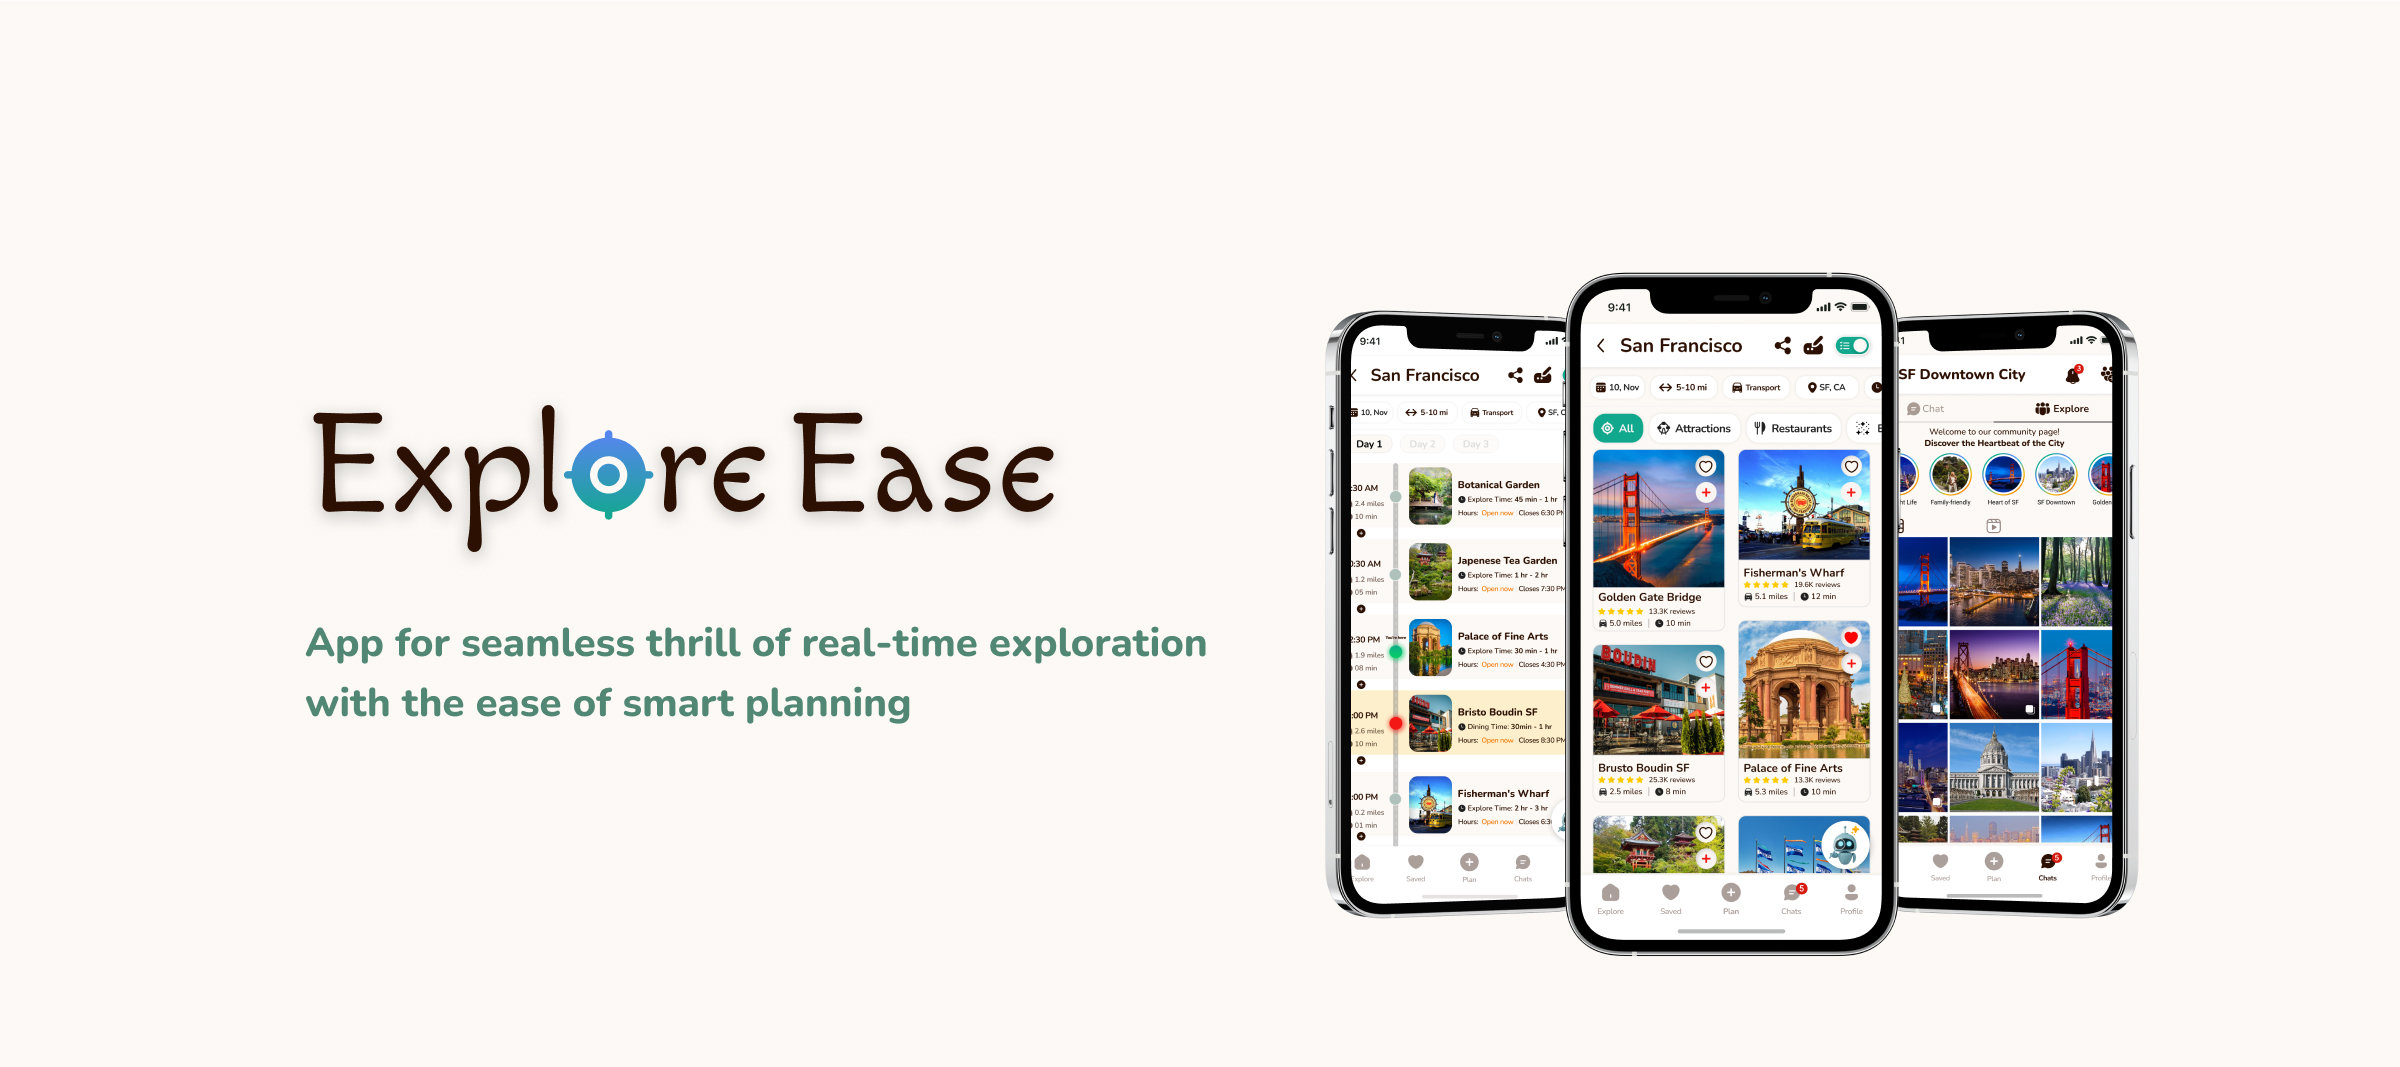 Explore Ease
App for seamless thrill of real-time exploration
with the ease of smart planning
9:41
San Francisco
10, Nov
5-10 mi
Transport
SF, C
Day 1
Day 2
Day 3
:30 AM
2.4 miles
10 min
Botanical Garden
Explore Time: 45 min - 1 hr
Hours: Open now Closes 6:30 PM
0:30 AM
1.2 miles
05 min
Japenese Tea Garden
Explore Time: 1 hr - 2 hr
Hours: Open now Closes 7:30 PM
2:30 PM
1.9 miles
08 min
Palace of Fine Arts
Explore Time: 30 min - 1 hr
Hours: Open now Closes 4:30 PM
:00 PM
2.6 miles
10 min
Bristo Boudin SF
Dining Time: 30min - 1 hr
Hours: Open now Closes 8:30 PM
:00 PM
0.2 miles
01 min
Fisherman's Wharf
Explore Time: 2 hr - 3 hr
Hours: Open now Closes 6:3
Explore
Saved
Plan
Chats
9:41
San Francisco
10, Nov
5-10 mi
Transport
SF, CA
All
Attractions
Restaurants
E
Golden Gate Bridge
13.3K reviews
5.0 miles | 10 min
Fisherman's Wharf
19.6K reviews
5.1 miles | 12 min
BOUDIN
Brusto Boudin SF
25.3K reviews
2.5 miles | 8 min
Palace of Fine Arts
13.3K reviews
5.3 miles | 10 min
Explore
Saved
Plan
5
Chats
Profile
SF Downtown City
3
Chat
Explore
Welcome to our community page!
Discover the Heartbeat of the City
ht Life
Family-friendly
Heart of SF
SF Downtown
Golden
Saved
Plan
5
Chats
Profile